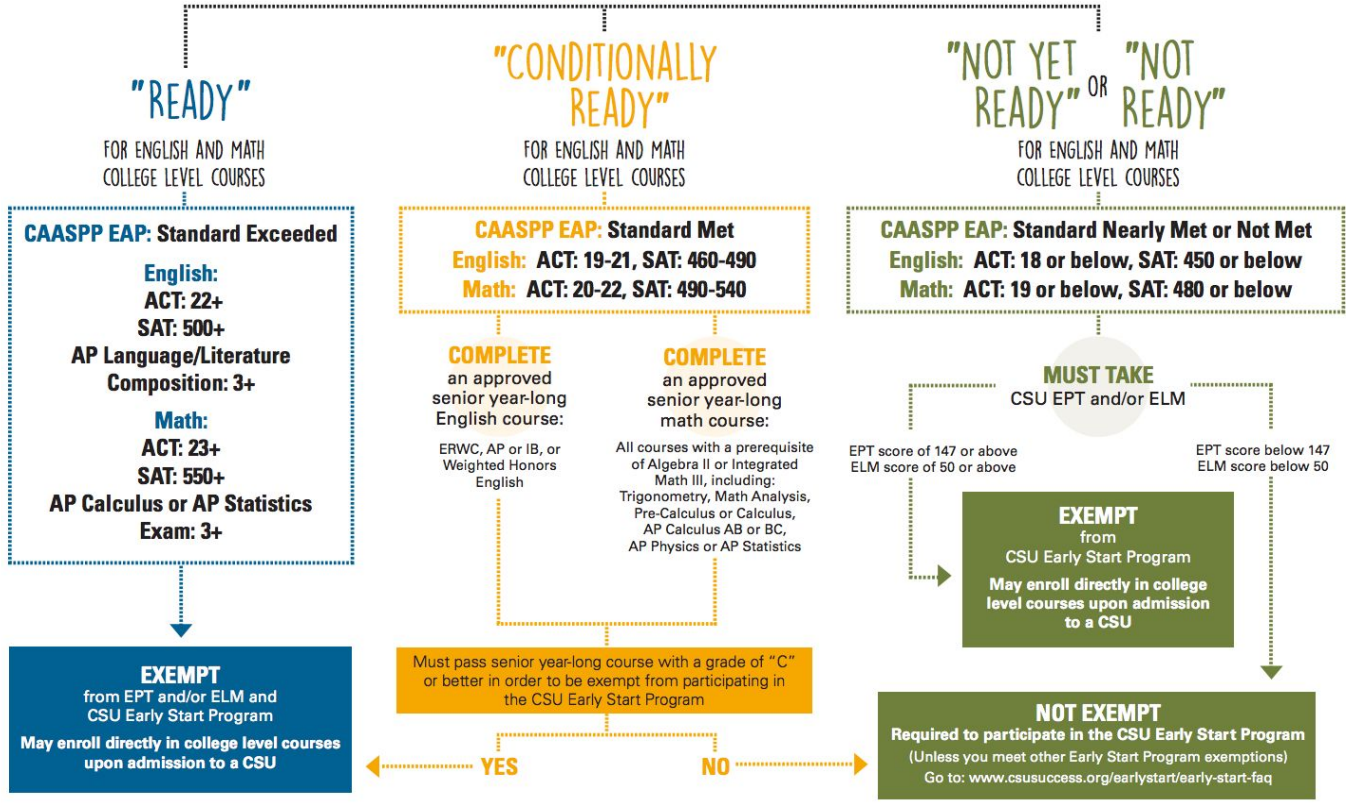 "READY"
FOR ENGLISH AND MATH
COLLEGE LEVEL COURSES
CAASPP EAP: Standard Exceeded
English:
ACT: 22+
SAT: 500+
AP Language/Literature
Composition: 3+
Math:
ACT: 23+
SAT: 550+
AP Calculus or AP Statistics
Exam: 3+
EXEMPT
from EPT and/or ELM and
CSU Early Start Program
May enroll directly in college level courses
upon admission to a CSU
"CONDITIONALLY
READY"
FOR ENGLISH AND MATH
COLLEGE LEVEL COURSES
CAASPP EAP: Standard Met
English: ACT: 19-21, SAT: 460-490
Math: ACT: 20-22, SAT: 490-540
COMPLETE
an approved
senior year-long
English course:
ERWC, AP or IB, or
Weighted Honors
English
COMPLETE
an approved
senior year-long
math course:
All courses with a prerequisite
of Algebra II or Integrated
Math III, including:
Trigonometry, Math Analysis,
Pre-Calculus or Calculus,
AP Calculus AB or BC,
AP Physics or AP Statistics
Must pass senior year-long course with a grade of "C"
or better in order to be exempt from participating in
the CSU Early Start Program
YES
NO
"NOT YET
READY"
OR
"NOT
READY"
FOR ENGLISH AND MATH
COLLEGE LEVEL COURSES
CAASPP EAP: Standard Nearly Met or Not Met
English: ACT: 18 or below, SAT: 450 or below
Math: ACT: 19 or below, SAT: 480 or below
MUST TAKE
CSU EPT and/or ELM
EPT score of 147 or above
ELM score of 50 or above
EPT score below 147
ELM score below 50
EXEMPT
from
CSU Early Start Program
May enroll directly in college
level courses upon admission
to a CSU
NOT EXEMPT
Required to participate in the CSU Early Start Program
(Unless you meet other Early Start Program exemptions)
Go to: www.csusuccess.org/earlystart/early-start-faq